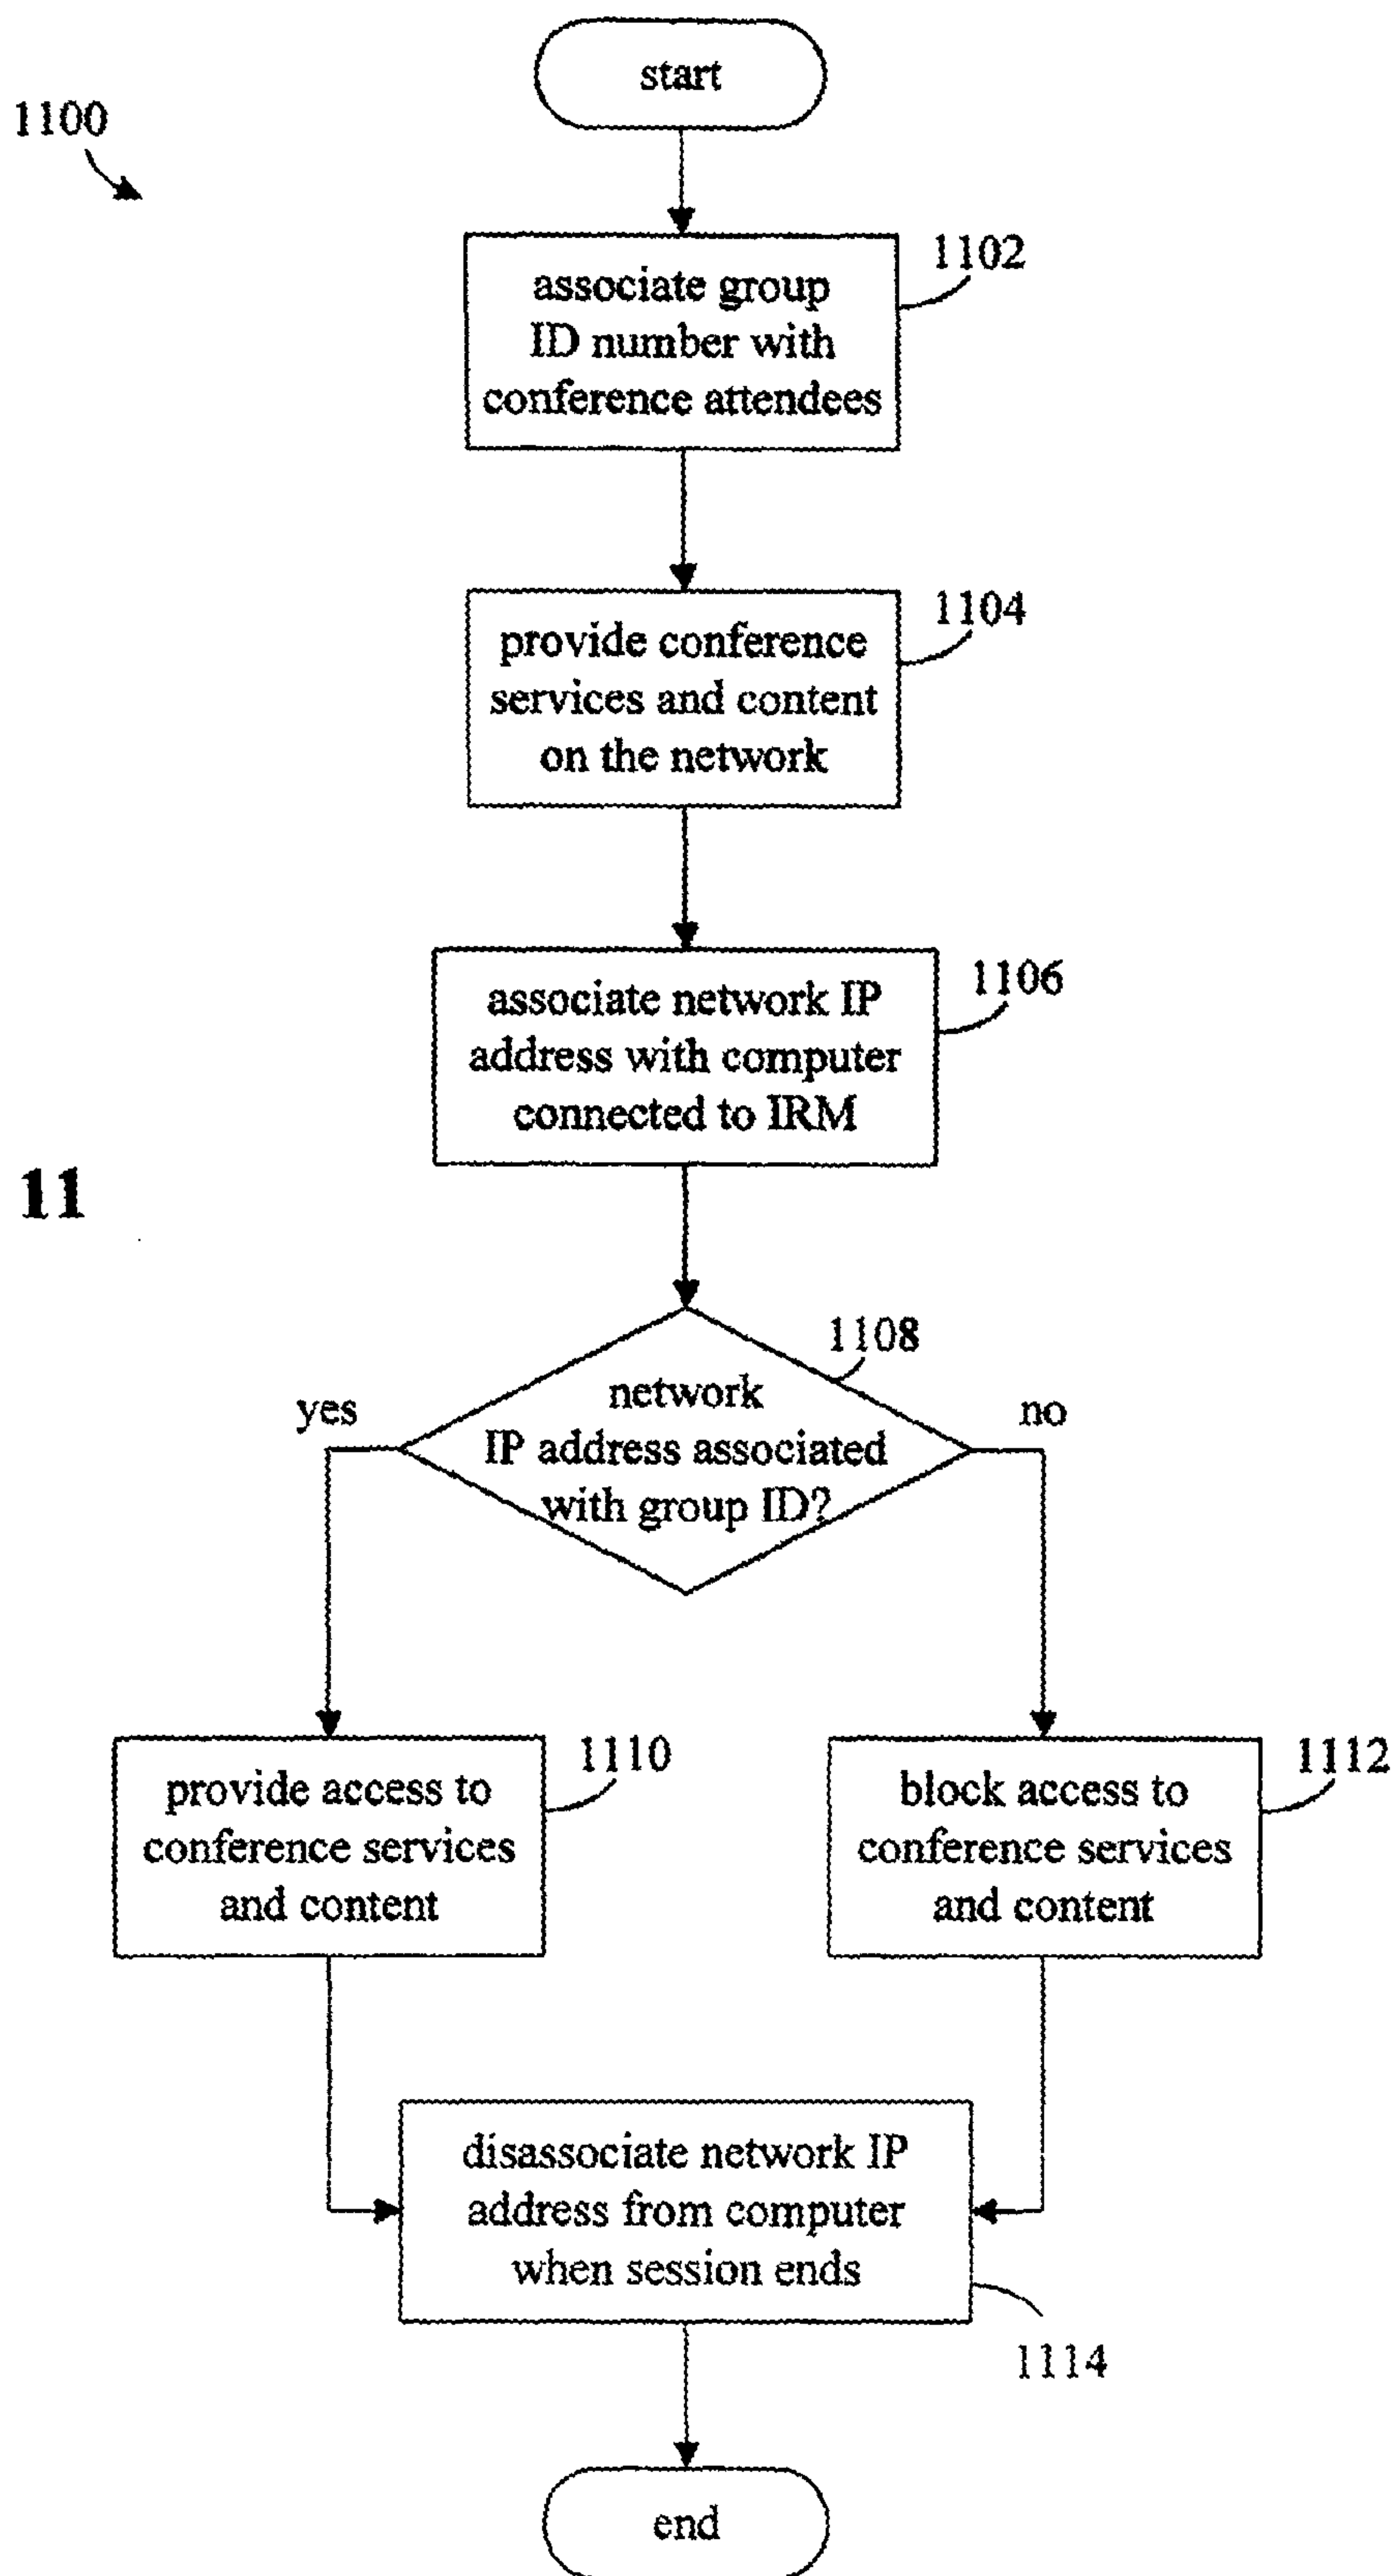 start
1100
1102
associate group
ID number with
conference attendees
1104
provide conference
services and content
on the network
1106
associate network IP
address with computer
connected to IRM
11
1108
network
IP address associated
with group ID?
yes
no
1110
provide access to
conference services
and content
1112
block access to
conference services
and content
disassociate network IP
address from computer
when session ends
1114
end